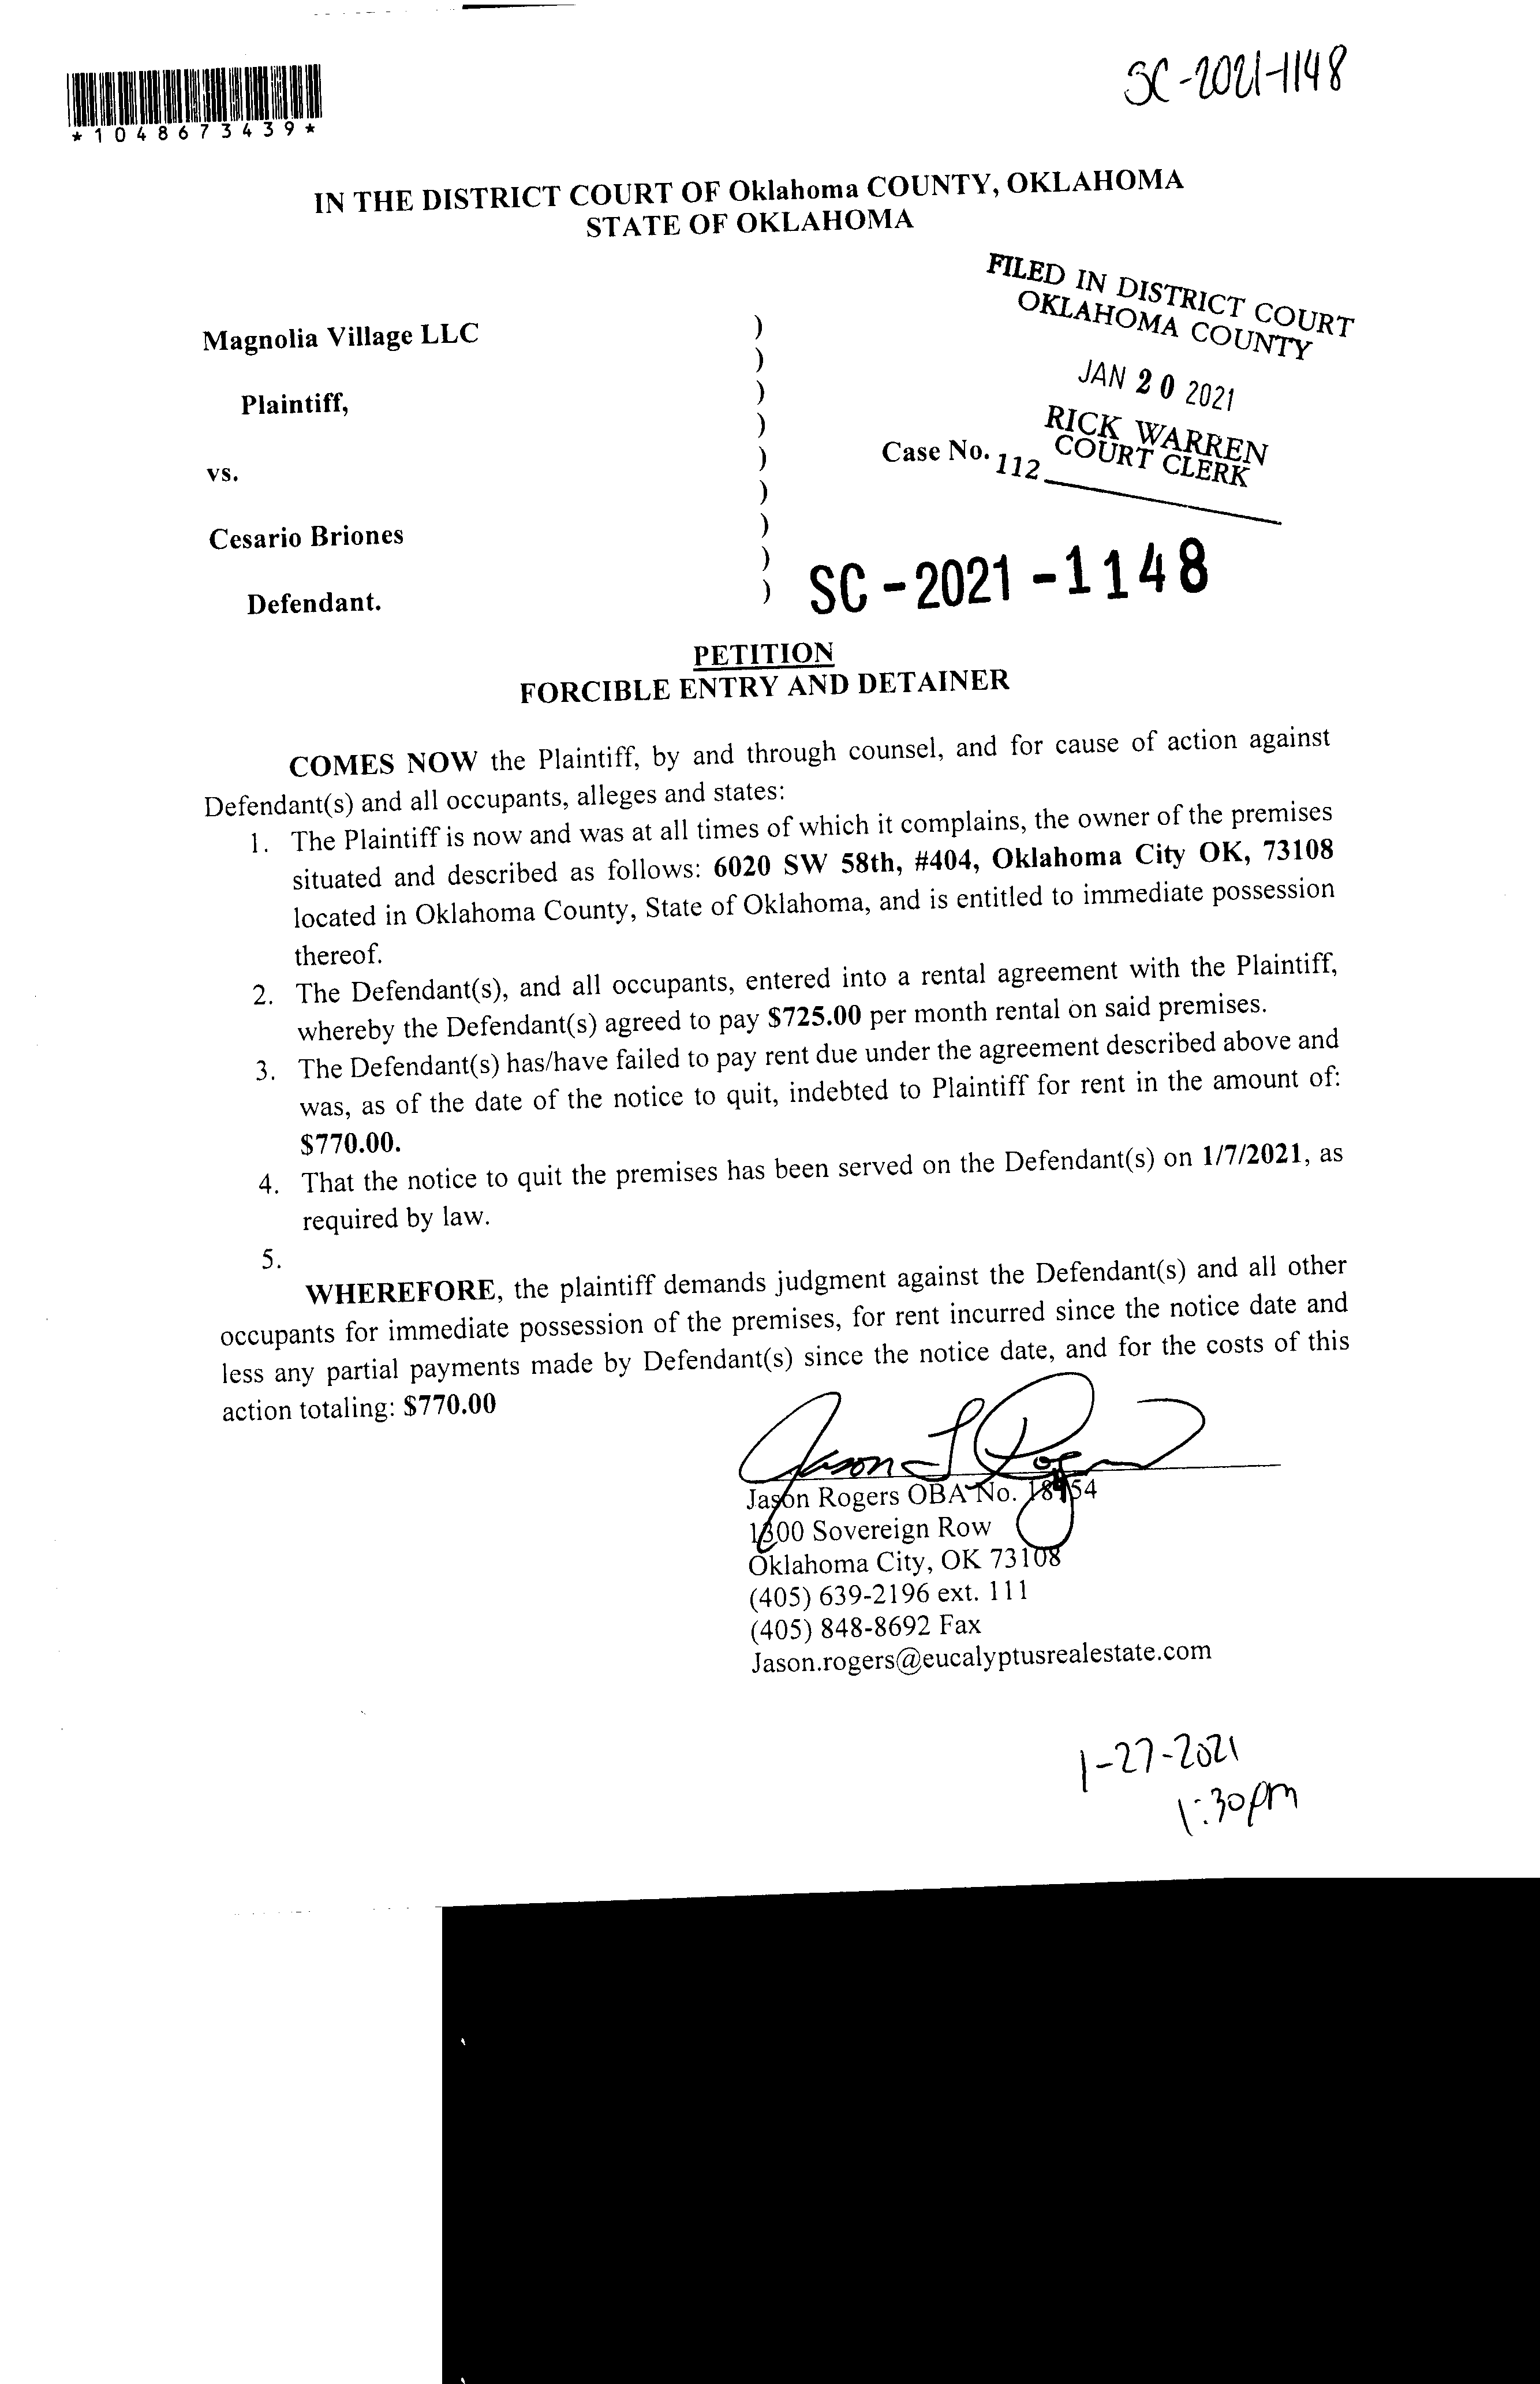 SC-2021-1148
*1048673439*
IN THE DISTRICT COURT OF Oklahoma COUNTY, OKLAHOMA
STATE OF OKLAHOMA
FILED IN DISTRICT COURT
OKLAHOMA COUNTY
JAN 20 2021
RICK WARREN
COURT CLERK
112
Magnolia Village LLC )
)
Plaintiff, )
)
vs. ) Case No.
)
Cesario Briones )
)
Defendant. ) SC-2021-1148
PETITION
FORCIBLE ENTRY AND DETAINER
COMES NOW the Plaintiff, by and through counsel, and for cause of action against
Defendant(s) and all occupants, alleges and states:
1. The Plaintiff is now and was at all times of which it complains, the owner of the premises
situated and described as follows: 6020 SW 58th, #404, Oklahoma City OK, 73108
located in Oklahoma County, State of Oklahoma, and is entitled to immediate possession
thereof.
2. The Defendant(s), and all occupants, entered into a rental agreement with the Plaintiff,
whereby the Defendant(s) agreed to pay $725.00 per month rental on said premises.
3. The Defendant(s) has/have failed to pay rent due under the agreement described above and
was, as of the date of the notice to quit, indebted to Plaintiff for rent in the amount of:
$770.00.
4. That the notice to quit the premises has been served on the Defendant(s) on 1/7/2021, as
required by law.
5.
WHEREFORE, the plaintiff demands judgment against the Defendant(s) and all other
occupants for immediate possession of the premises, for rent incurred since the notice date and
less any partial payments made by Defendant(s) since the notice date, and for the costs of this
action totaling: $770.00
Jason Rogers OBA No.
1300 Sovereign Row
Oklahoma City, OK 73108
(405) 639-2196 ext. 111
(405) 848-8692 Fax
Jason.rogers@eucalyptusrealestate.com
1-27-2021
1:30pm